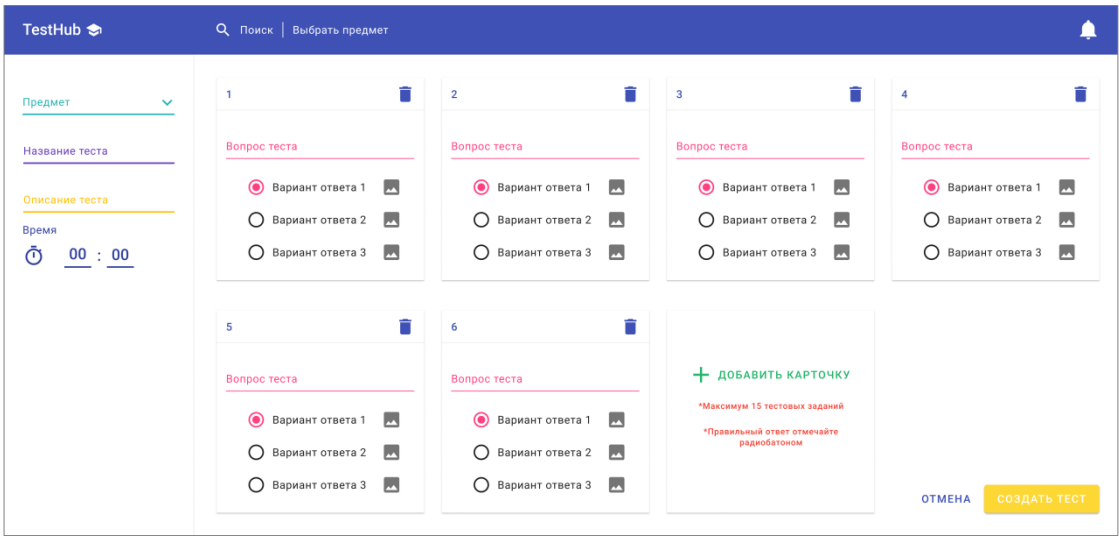 TestHub
Поиск | Выбрать предмет
Предмет
Название теста
Описание теста
Время
00 : 00
1
Вопрос теста
Вариант ответа 1
Вариант ответа 2
Вариант ответа 3
2
Вопрос теста
Вариант ответа 1
Вариант ответа 2
Вариант ответа 3
3
Вопрос теста
Вариант ответа 1
Вариант ответа 2
Вариант ответа 3
4
Вопрос теста
Вариант ответа 1
Вариант ответа 2
Вариант ответа 3
5
Вопрос теста
Вариант ответа 1
Вариант ответа 2
Вариант ответа 3
6
Вопрос теста
Вариант ответа 1
Вариант ответа 2
Вариант ответа 3
ДОБАВИТЬ КАРТОЧКУ
*Максимум 15 тестовых заданий
*Правильный ответ отмечайте
радиобатоном
ОТМЕНА
СОЗДАТЬ ТЕСТ